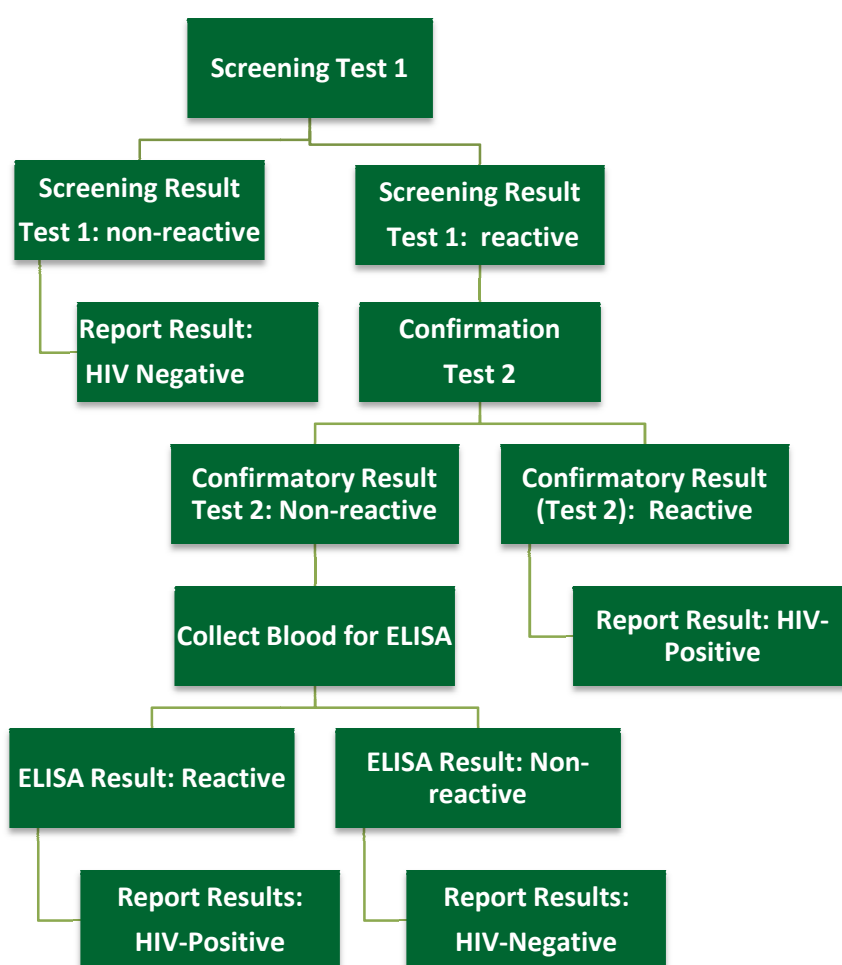 Screening Test 1
Screening Result
Test 1: non-reactive
Screening Result
Test 1: reactive
Report Result:
HIV Negative
Confirmation
Test 2
Confirmatory Result
Test 2: Non-reactive
Confirmatory Result
(Test 2): Reactive
Collect Blood for ELISA
Report Result: HIV-
Positive
ELISA Result: Reactive
ELISA Result: Non-
reactive
Report Results:
HIV-Positive
Report Results:
HIV-Negative